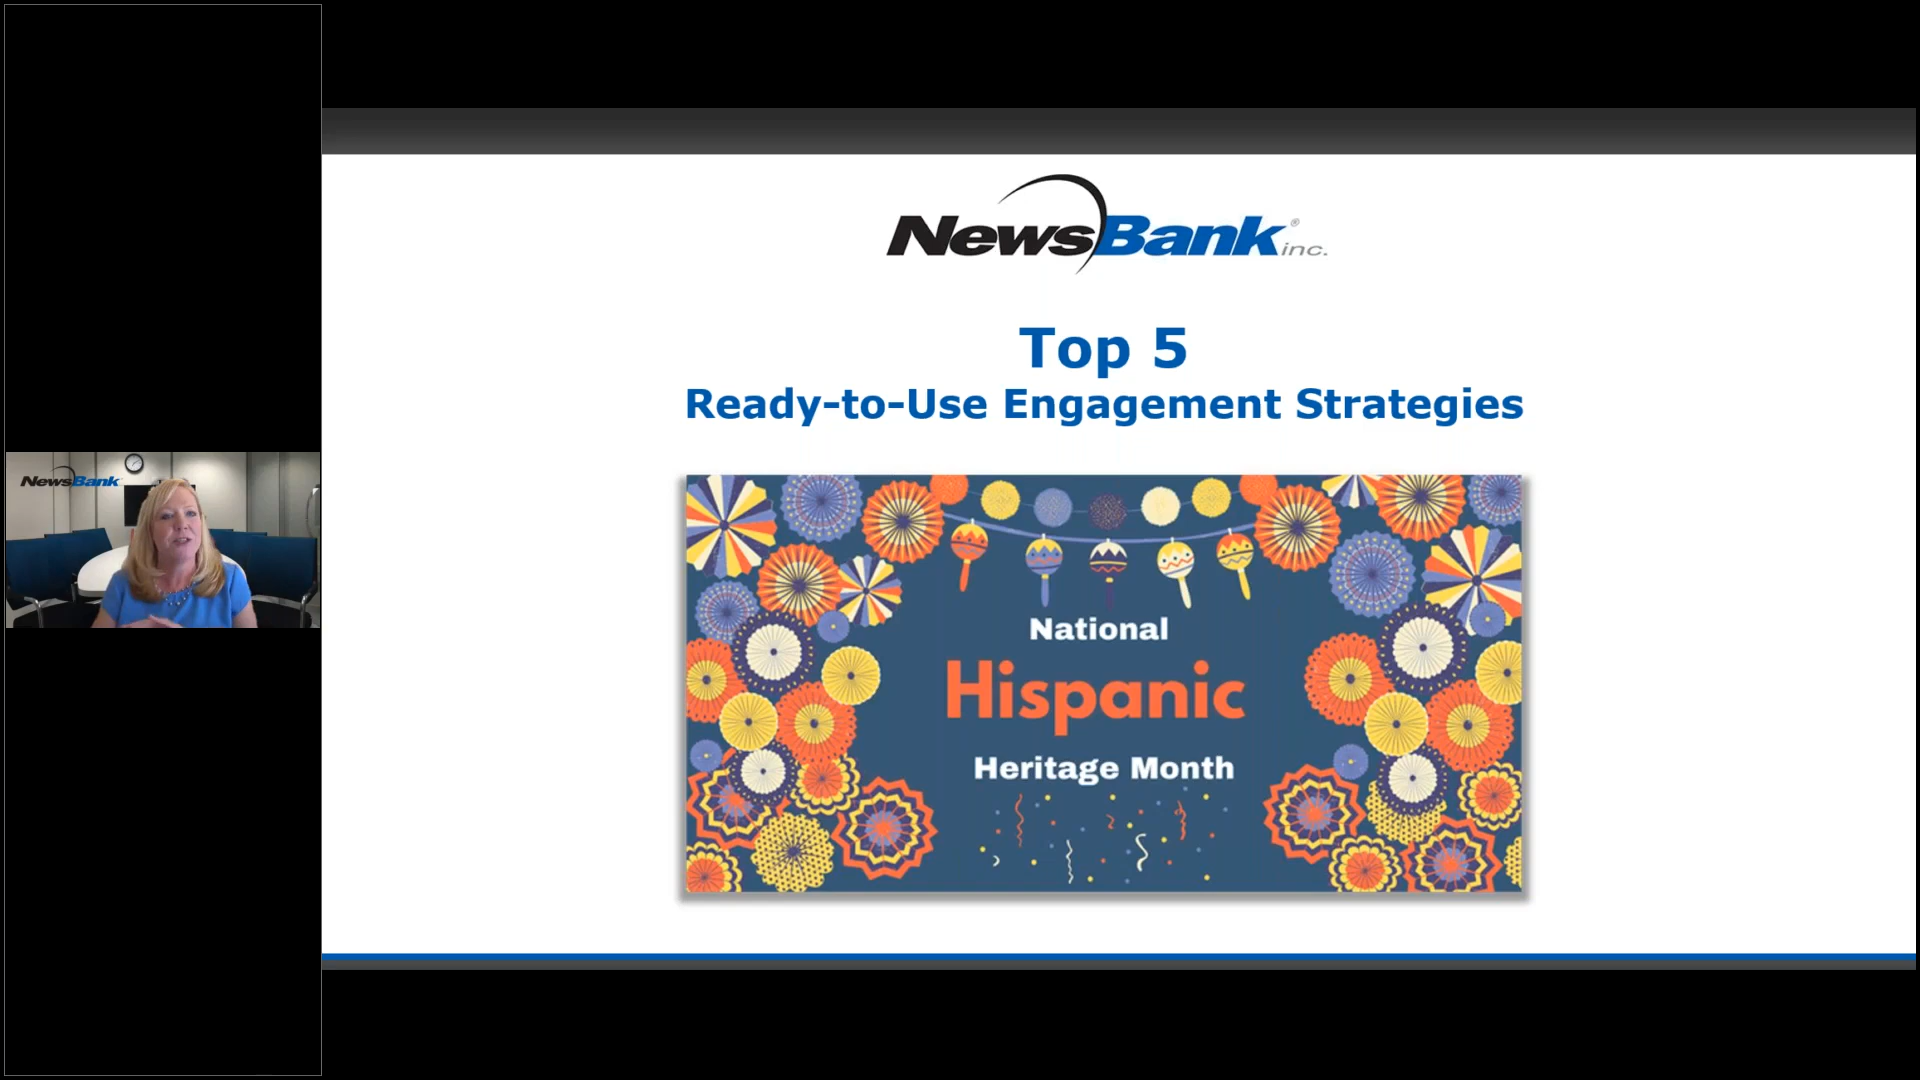 NewsBank
NewsBank® inc.
Top 5
Ready-to-Use Engagement Strategies
National
Hispanic
Heritage Month